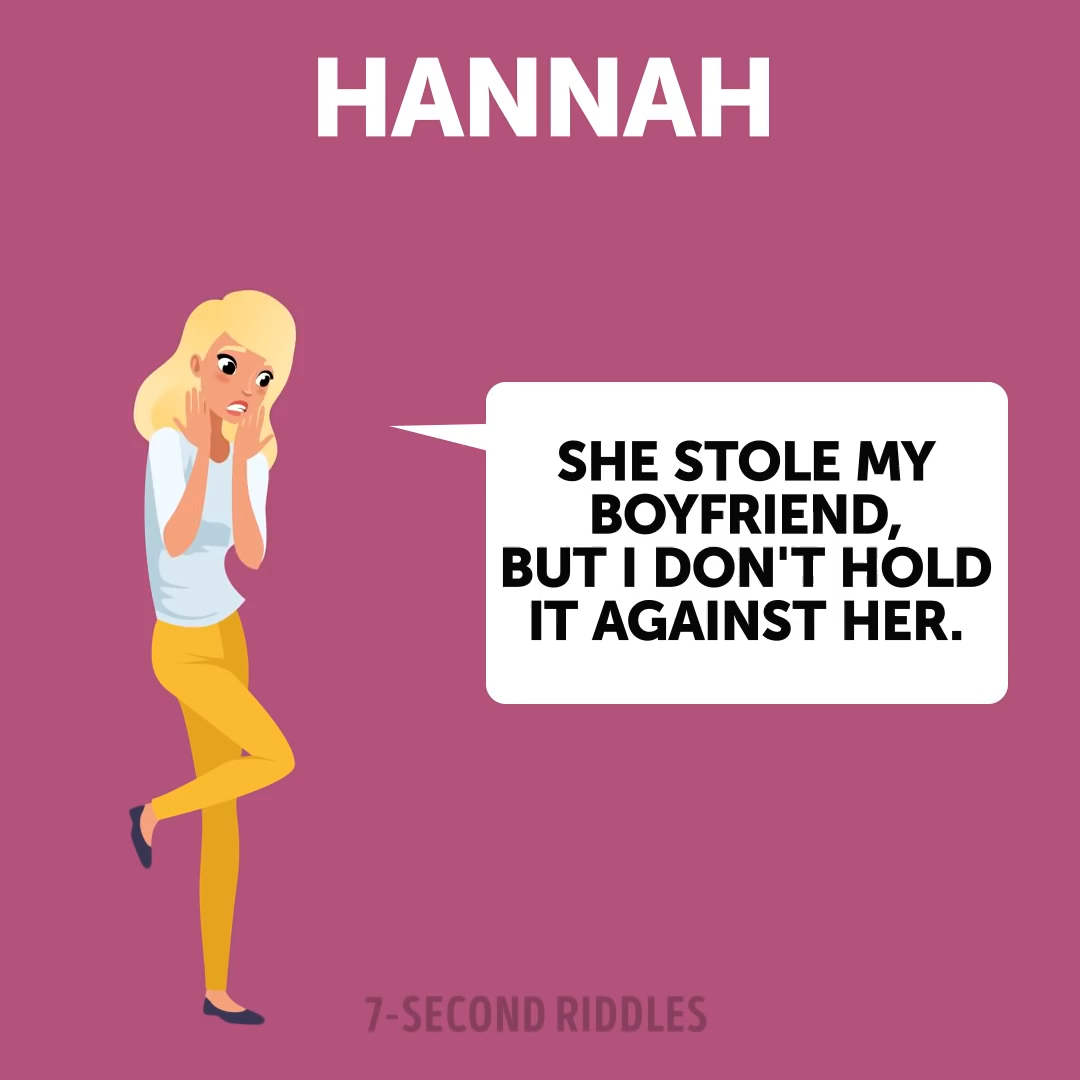 HANNAH
SHE STOLE MY
BOYFRIEND,
BUT I DON'T HOLD
IT AGAINST HER.
7-SECOND RIDDLES